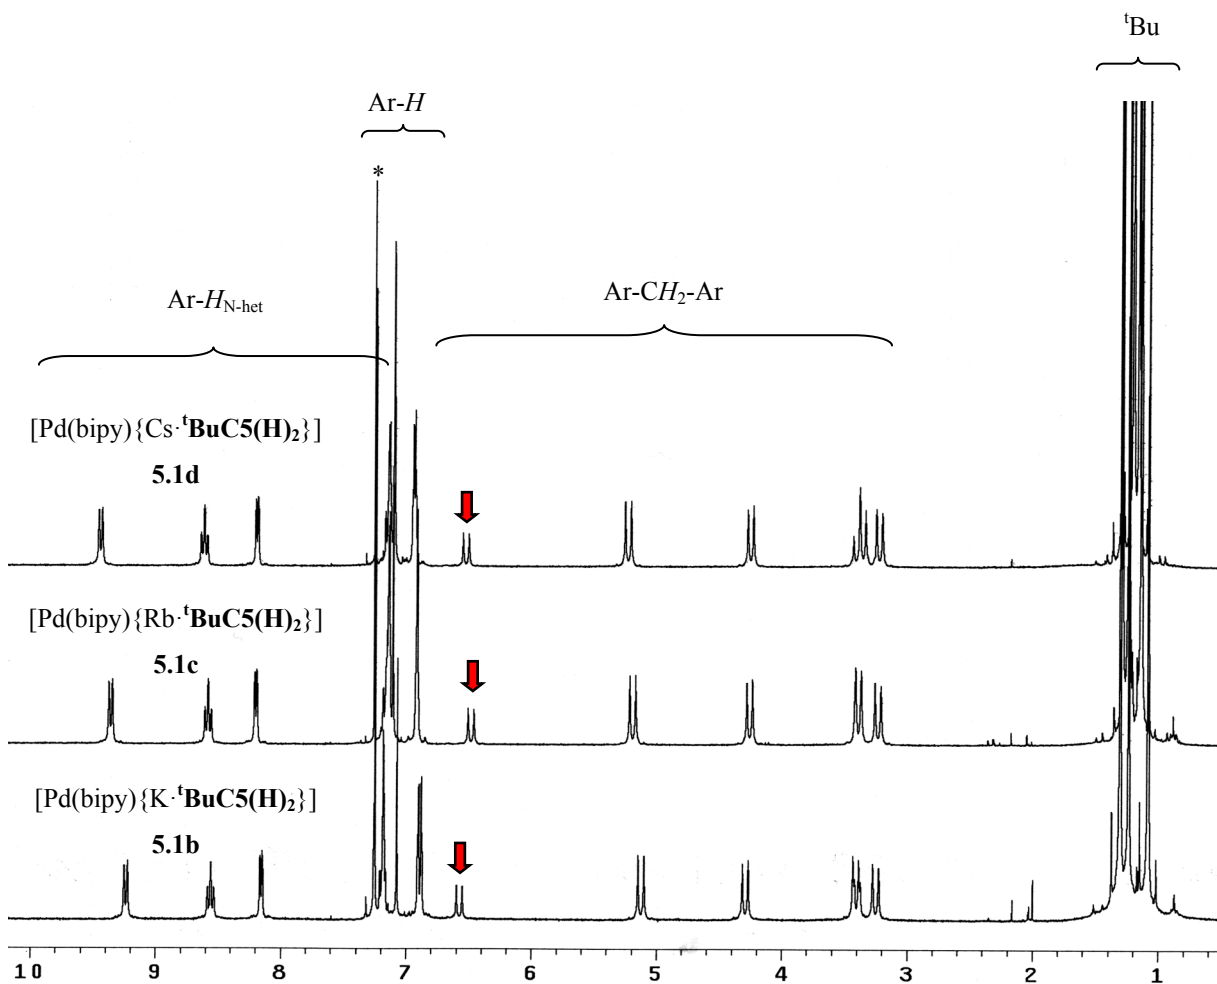 ᵗBu
Ar-H
*
Ar-H_N-het
Ar-CH₂-Ar
[Pd(bipy){Cs·ᵗBuC5(H)₂}]
5.1d
[Pd(bipy){Rb·ᵗBuC5(H)₂}]
5.1c
[Pd(bipy){K·ᵗBuC5(H)₂}]
5.1b
10 9 8 7 6 5 4 3 2 1